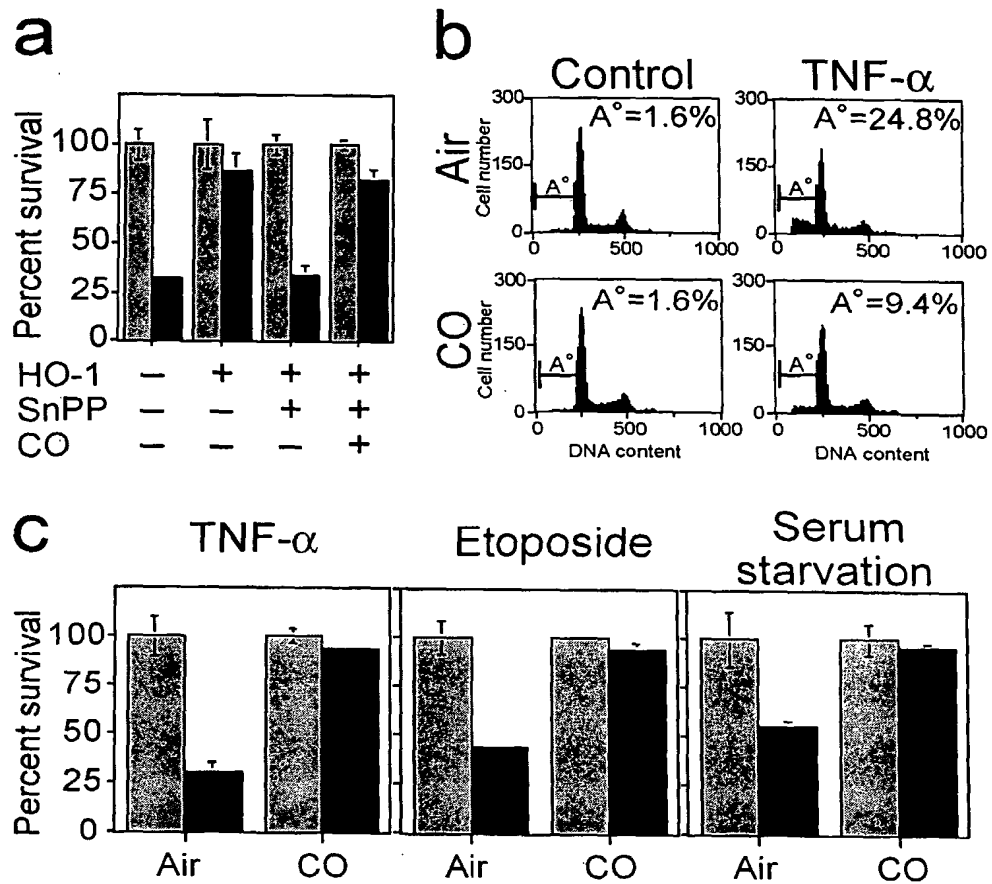 a
Percent survival
100
75
50
25
0
HO-1 – + + +
SnPP – – + +
CO – – – +
b
Control TNF-α
Air
Cell number
300
150
0
A°=1.6%
A°
0 500 1000
300
150
0
A°=24.8%
A°
0 500 1000
CO
Cell number
300
150
0
A°=1.6%
A°
0 500 1000
DNA content
300
150
0
A°=9.4%
A°
0 500 1000
DNA content
c
TNF-α Etoposide Serum
starvation
Percent survival
100
75
50
25
0
Air CO Air CO Air CO